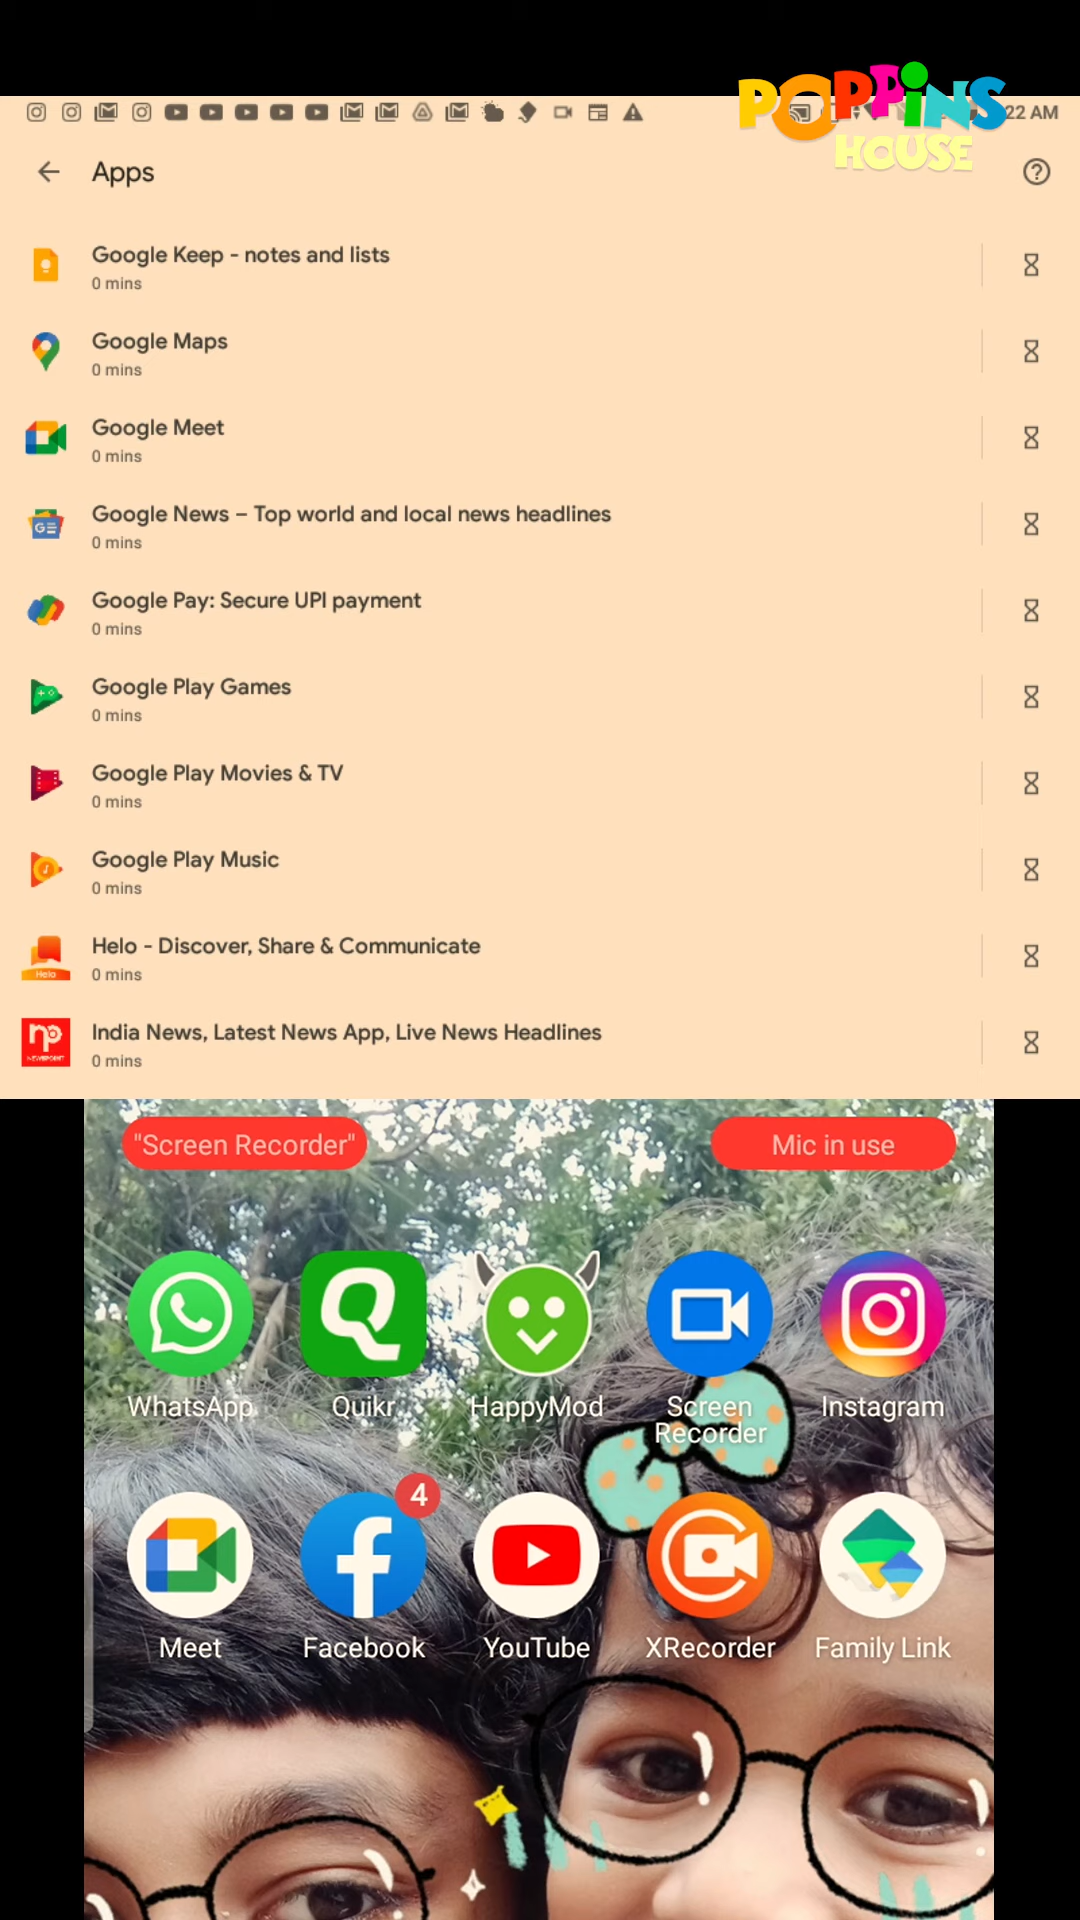 POPPINS
HOUSE
22 AM
Apps
Google Keep - notes and lists
0 mins
Google Maps
0 mins
Google Meet
0 mins
Google News – Top world and local news headlines
0 mins
GE
Google Pay: Secure UPI payment
0 mins
Google Play Games
0 mins
Google Play Movies & TV
0 mins
Google Play Music
0 mins
Helo - Discover, Share & Communicate
0 mins
Helo
India News, Latest News App, Live News Headlines
0 mins
np
NEWSPOINT
"Screen Recorder"
Mic in use
WhatsApp
Quikr
HappyMod
Screen
Recorder
Instagram
4
Meet
Facebook
YouTube
XRecorder
Family Link